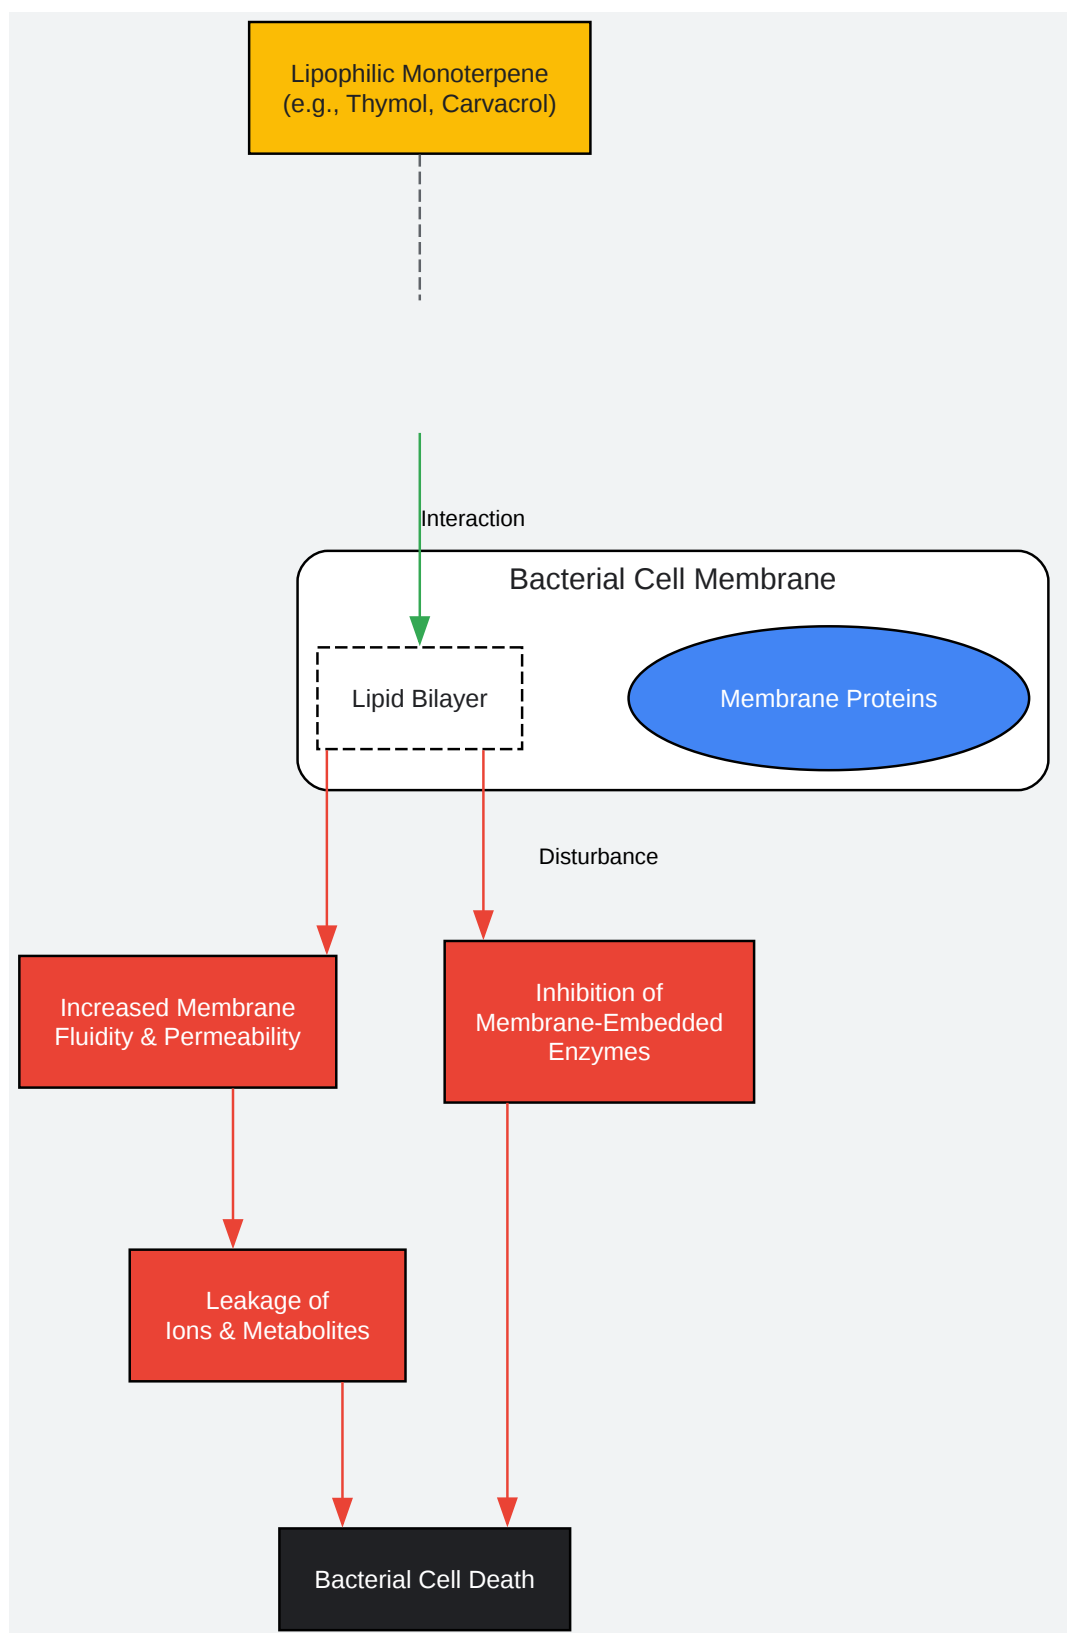 Lipophilic Monoterpene
(e.g., Thymol, Carvacrol)
Interaction
Bacterial Cell Membrane
Lipid Bilayer
Membrane Proteins
Disturbance
Increased Membrane
Fluidity & Permeability
Inhibition of
Membrane-Embedded
Enzymes
Leakage of
Ions & Metabolites
Bacterial Cell Death